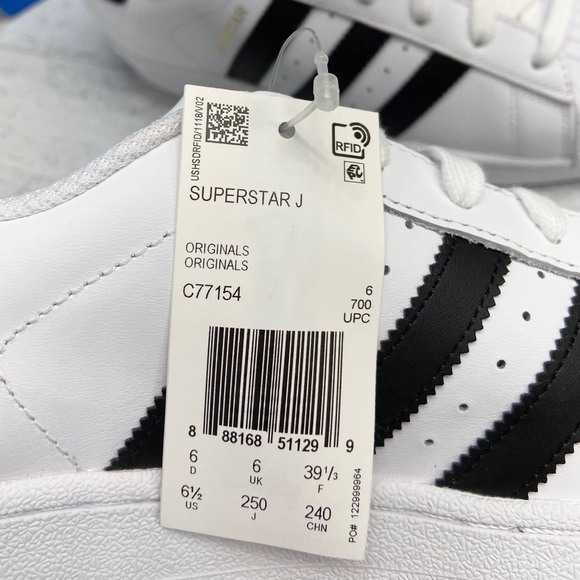 USHSDRFID/1118/V02
RFID
SUPERSTAR J
ORIGINALS
ORIGINALS
C77154
6
700
UPC
8 88168 51129 9
6 6 39 1/3
D UK F
6½ 250 240
US J CHN
PO# 122999964